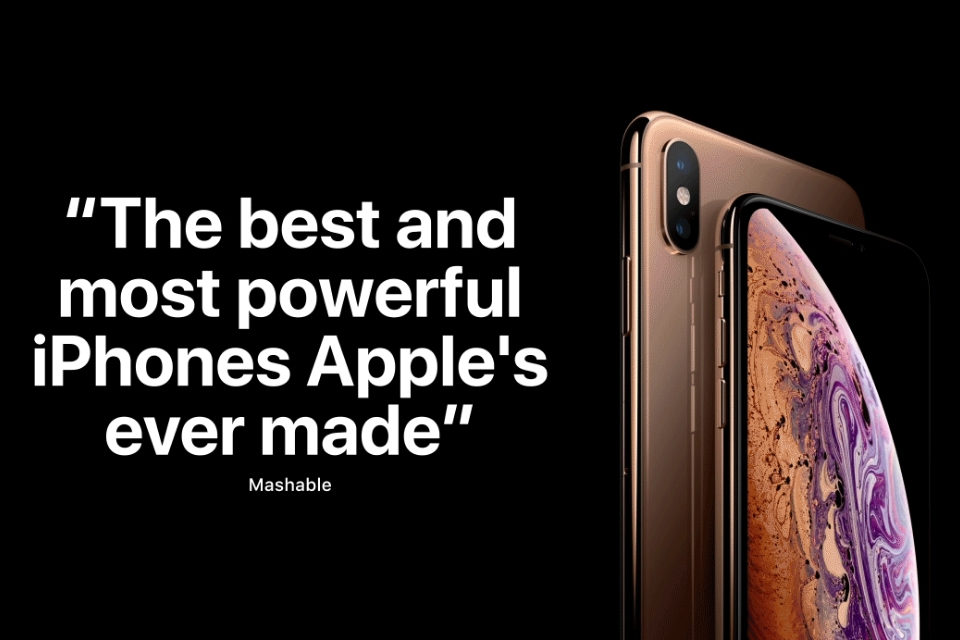 “The best and
most powerful
iPhones Apple's
ever made”
Mashable